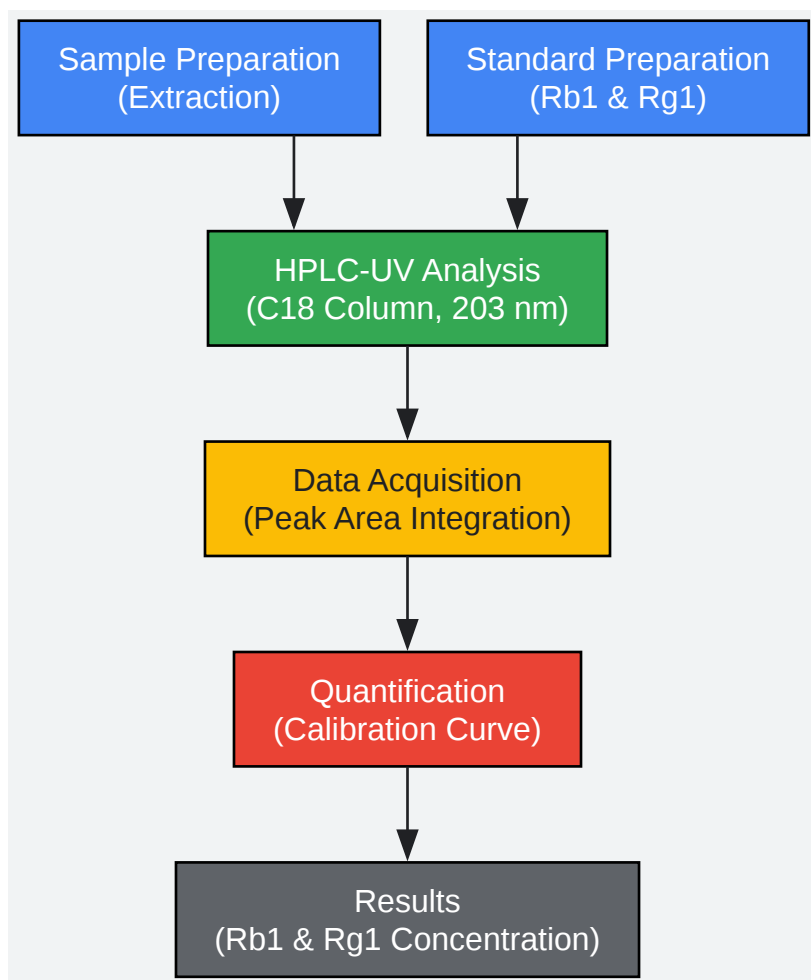 Sample Preparation
(Extraction)
Standard Preparation
(Rb1 & Rg1)
HPLC-UV Analysis
(C18 Column, 203 nm)
Data Acquisition
(Peak Area Integration)
Quantification
(Calibration Curve)
Results
(Rb1 & Rg1 Concentration)